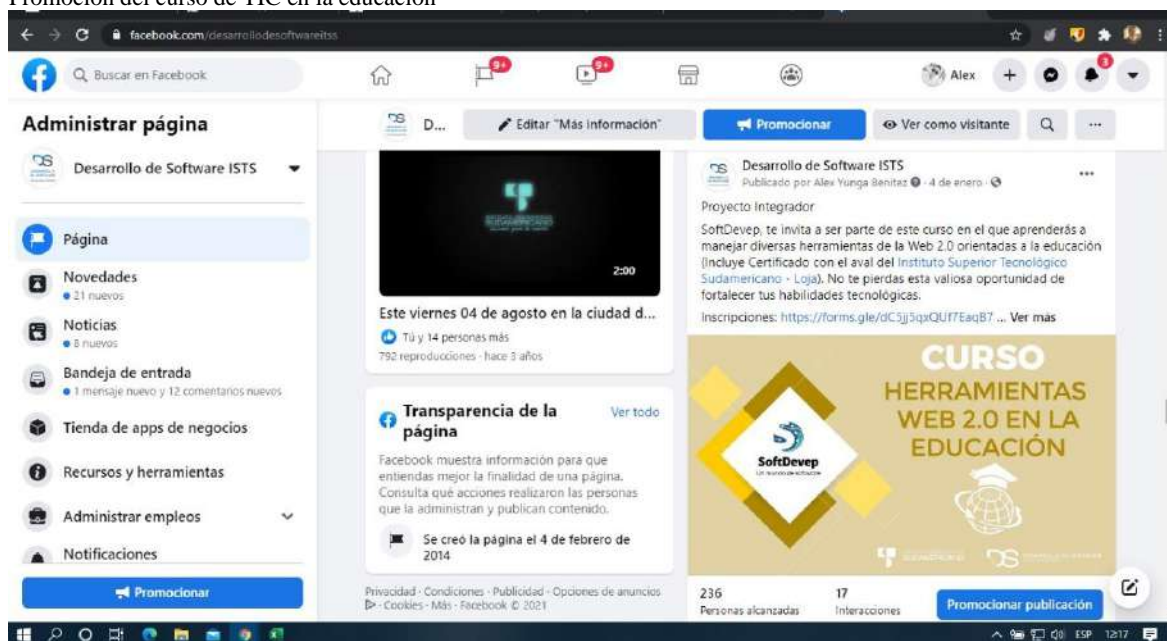 Promoción del curso de TIC en la educación
facebook.com/desarrollodesoftwareitss
Buscar en Facebook
9+
9+
Alex
3
Administrar página
Desarrollo de Software ISTS
Página
Novedades
21 nuevos
Noticias
8 nuevos
Bandeja de entrada
1 mensaje nuevo y 12 comentarios nuevos
Tienda de apps de negocios
Recursos y herramientas
Administrar empleos
Notificaciones
Promocionar
D...
Editar "Más información"
Promocionar
Ver como visitante
2:00
Este viernes 04 de agosto en la ciudad d...
Tú y 14 personas más
792 reproducciones · hace 3 años
Transparencia de la página
Ver todo
Facebook muestra información para que
entiendas mejor la finalidad de una página.
Consulta qué acciones realizaron las personas
que la administran y publican contenido.
Se creó la página el 4 de febrero de
2014
Privacidad · Condiciones · Publicidad · Opciones de anuncios
· Cookies · Más · Facebook © 2021
Desarrollo de Software ISTS
Publicado por Alex Yunga Benitez · 4 de enero ·
Proyecto Integrador
SoftDevep, te invita a ser parte de este curso en el que aprenderás a
manejar diversas herramientas de la Web 2.0 orientadas a la educación
(Incluye Certificado con el aval del Instituto Superior Tecnológico
Sudamericano - Loja). No te pierdas esta valiosa oportunidad de
fortalecer tus habilidades tecnológicas.
Inscripciones: https://forms.gle/dC5jj5qxQUf7EaqB7 ... Ver más
CURSO
HERRAMIENTAS
WEB 2.0 EN LA
EDUCACIÓN
SoftDevep
DS
236
Personas alcanzadas
17
Interacciones
Promocionar publicación
ESP
12:17